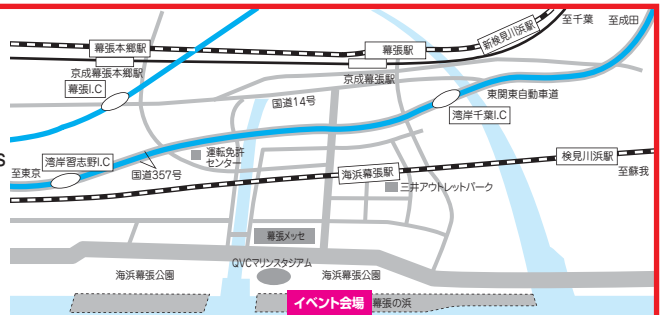 至千葉
至成田
新検見川浜駅
幕張本郷駅
幕張駅
京成幕張本郷駅
京成幕張駅
幕張I.C
東関東自動車道
国道14号
湾岸千葉I.C
運転免許
センター
湾岸習志野I.C
S
至東京
国道357号
海浜幕張駅
検見川浜駅
至蘇我
三井アウトレットパーク
幕張メッセ
QVCマリンスタジアム
海浜幕張公園
海浜幕張公園
イベント会場
幕張の浜